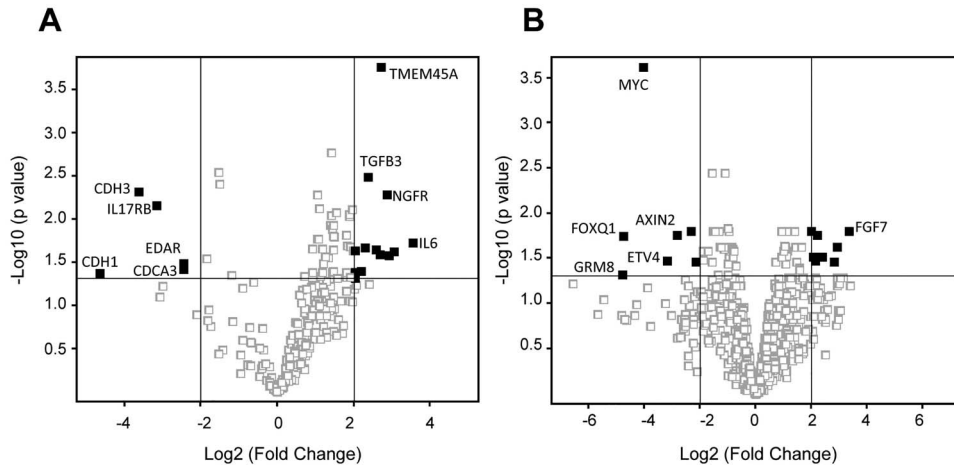 A
B
-Log10 (p value)
3.5
3.0
2.5
2.0
1.5
1.0
0.5
TMEM45A
TGFB3
NGFR
IL6
CDH3
IL17RB
EDAR
CDH1
CDCA3
-4
-2
0
2
4
Log2 (Fold Change)
-Log10 (p value)
3.5
3.0
2.5
2.0
1.5
1.0
0.5
MYC
FOXQ1
AXIN2
FGF7
ETV4
GRM8
-6
-4
-2
0
2
4
6
Log2 (Fold Change)